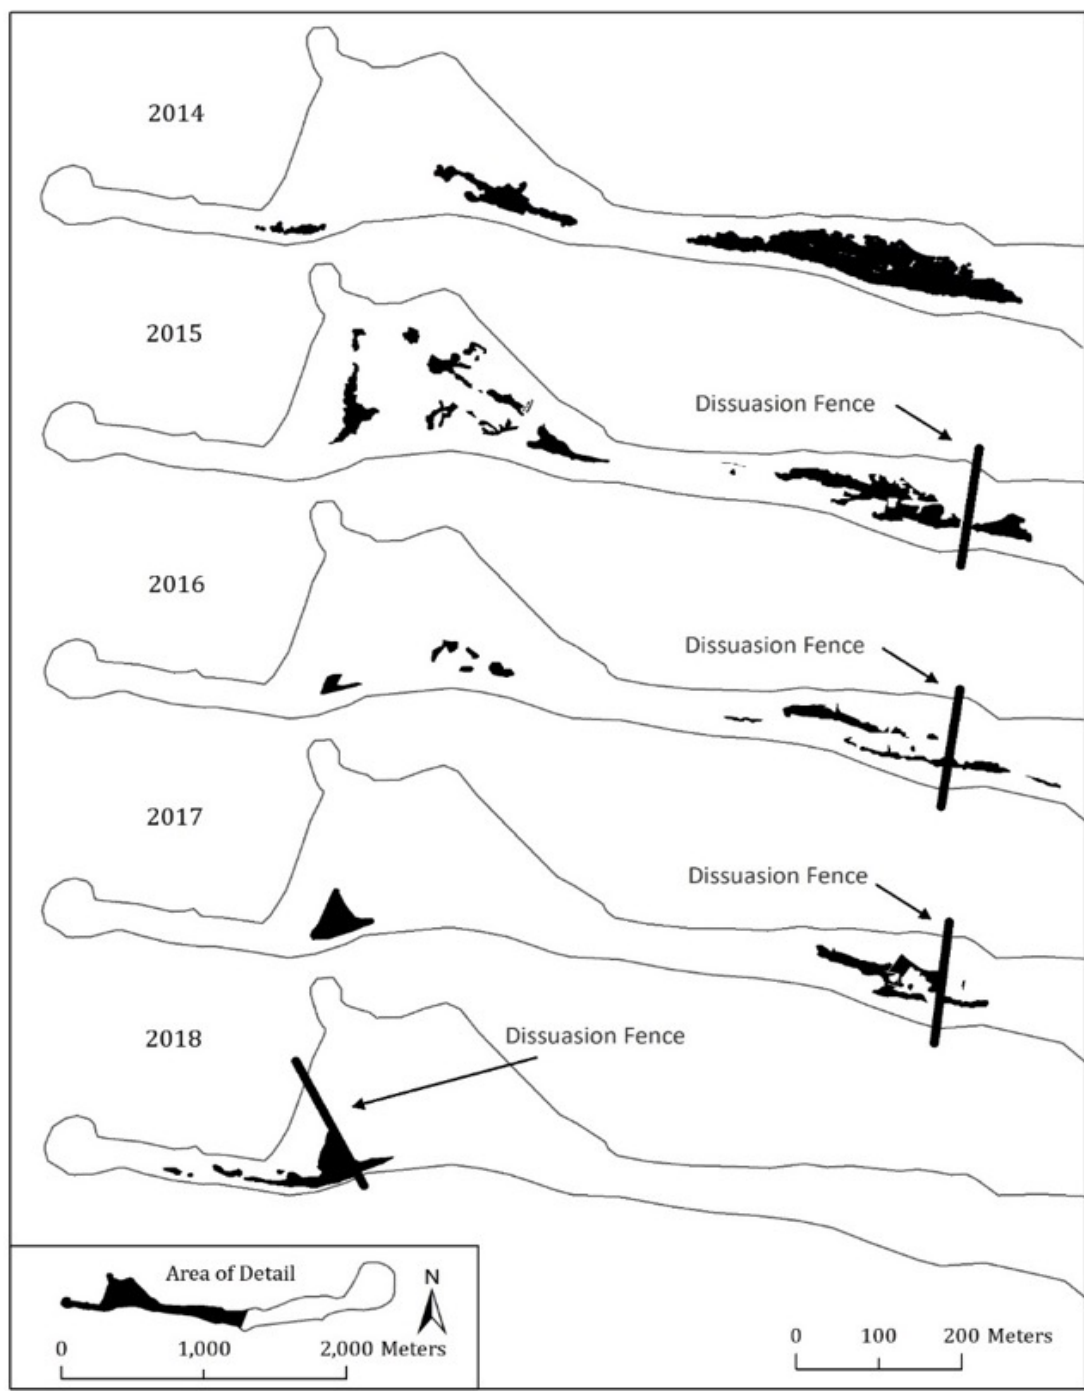 2014
2015
Dissuasion Fence
2016
Dissuasion Fence
2017
Dissuasion Fence
2018
Dissuasion Fence
Area of Detail
N
0 1,000 2,000 Meters
0 100 200 Meters